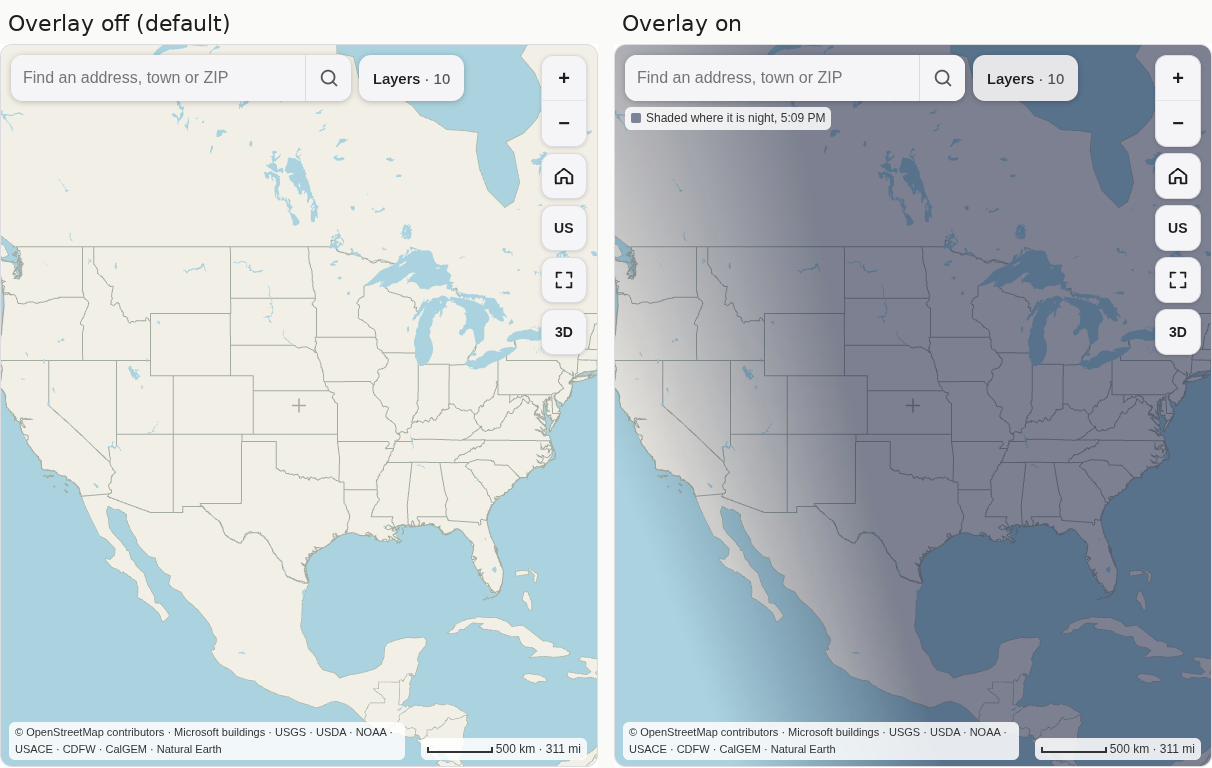 Overlay off (default)
Find an address, town or ZIP
Layers · 10
+
−
US
3D
© OpenStreetMap contributors · Microsoft buildings · USGS · USDA · NOAA ·
USACE · CDFW · CalGEM · Natural Earth
500 km · 311 mi
Overlay on
Find an address, town or ZIP
Layers · 10
Shaded where it is night, 5:09 PM
+
−
US
3D
© OpenStreetMap contributors · Microsoft buildings · USGS · USDA · NOAA ·
USACE · CDFW · CalGEM · Natural Earth
500 km · 311 mi